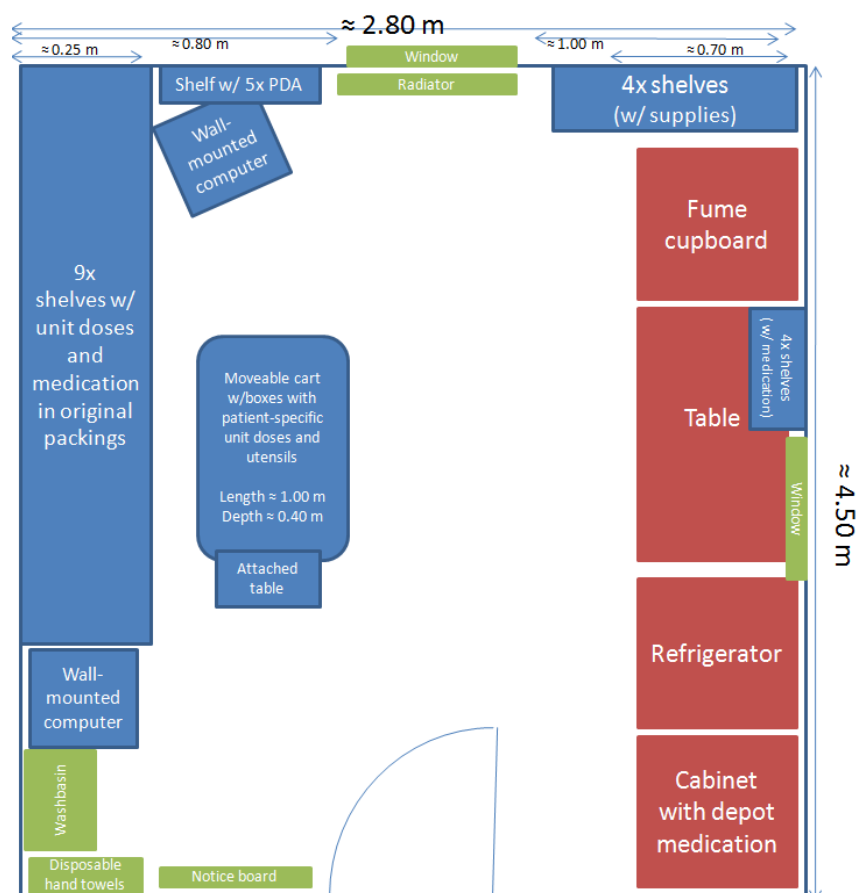 ≈ 2.80 m
≈ 0.25 m
≈ 0.80 m
≈ 1.00 m
≈ 0.70 m
Window
Radiator
Shelf w/ 5x PDA
4x shelves
(w/ supplies)
Wall-
mounted
computer
Fume
cupboard
9x
shelves w/
unit doses
and
medication
in original
packings
4x shelves
( w/ medication)
Table
Moveable cart
w/boxes with
patient-specific
unit doses and
utensils
Length ≈ 1.00 m
Depth ≈ 0.40 m
Window
≈ 4.50 m
Attached
table
Refrigerator
Wall-
mounted
computer
Washbasin
Cabinet
with depot
medication
Disposable
hand towels
Notice board